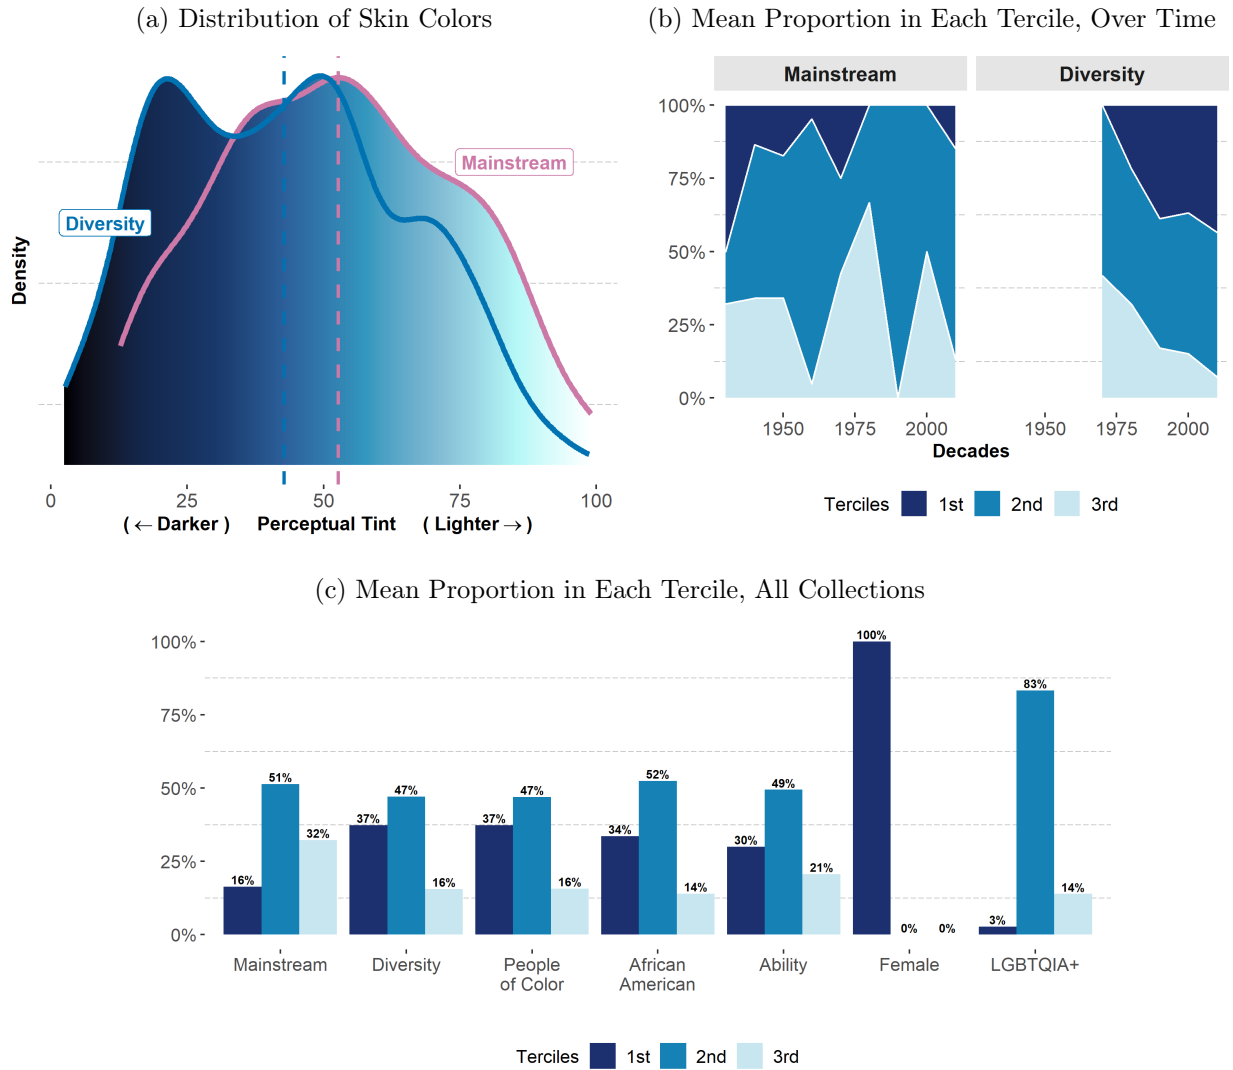 (a) Distribution of Skin Colors
(b) Mean Proportion in Each Tercile, Over Time
Density
Diversity
Mainstream
0 25 50 75 100
( ← Darker ) Perceptual Tint ( Lighter → )
Mainstream Diversity
100%
75%
50%
25%
0%
1950 1975 2000 1950 1975 2000
Decades
Terciles 1st 2nd 3rd
(c) Mean Proportion in Each Tercile, All Collections
100%
75%
50%
25%
0%
16% 51% 32%
37% 47% 16%
37% 47% 16%
34% 52% 14%
30% 49% 21%
100% 0% 0%
3% 83% 14%
Mainstream
Diversity
People
of Color
African
American
Ability
Female
LGBTQIA+
Terciles 1st 2nd 3rd